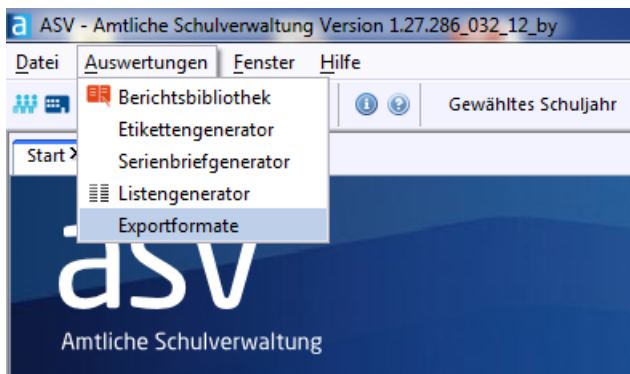 a ASV - Amtliche Schulverwaltung Version 1.27.286_032_12_by
Datei Auswertungen Fenster Hilfe
Gewähltes Schuljahr
Berichtsbibliothek
Etikettengenerator
Start
Serienbriefgenerator
Listengenerator
Exportformate
asv
Amtliche Schulverwaltung